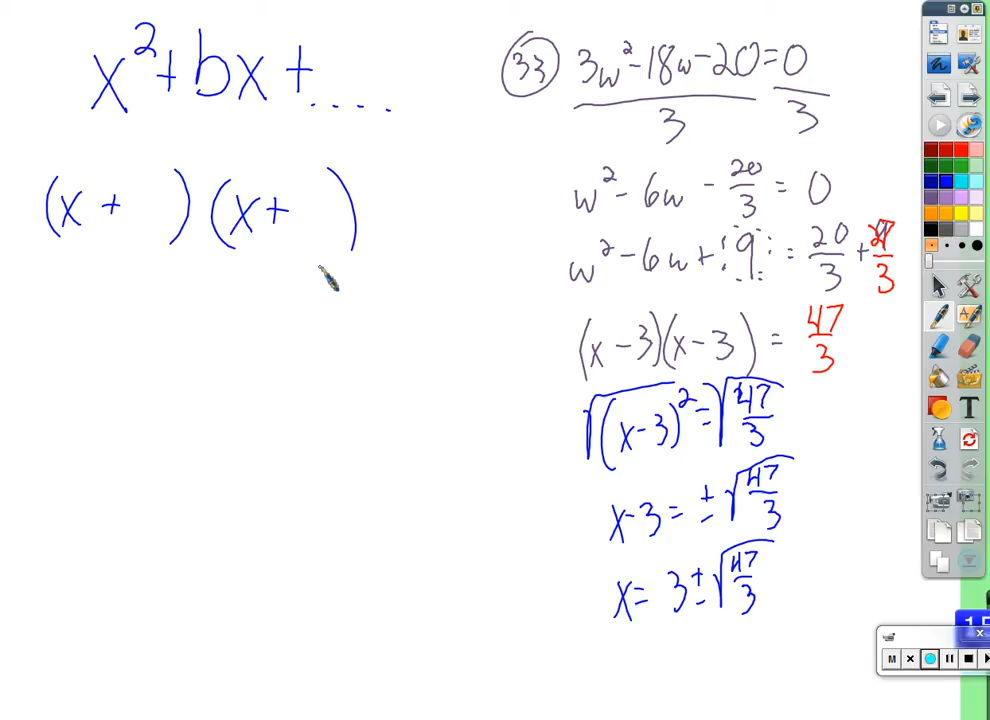 x² + bx + ....
(x + ) (x + )
33 3w² - 18w - 20 = 0
3 3
w² - 6w - 20/3 = 0
w² - 6w + 9 = 20/3 + 27/3
(x - 3)(x - 3) = 47/3
√(x - 3)² = √47/3
x - 3 = ± √47/3
x = 3 ± √47/3
T
15
M